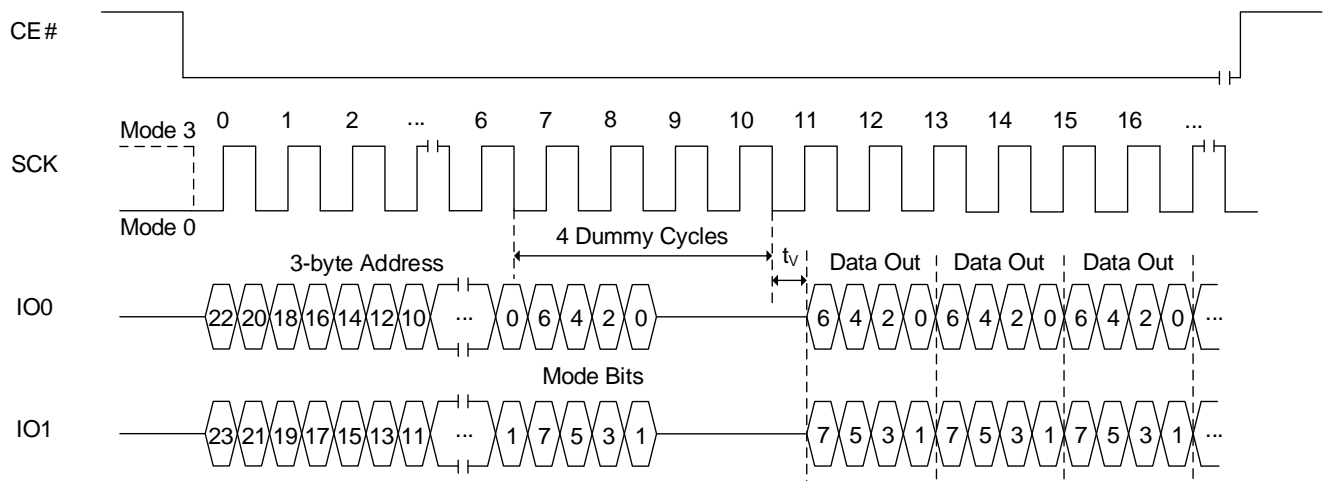 CE#
0 1 2 ... 6 7 8 9 10 11 12 13 14 15 16 ...
Mode 3
SCK
Mode 0
4 Dummy Cycles
3-byte Address
tV
Data Out Data Out Data Out
IO0
22 20 18 16 14 12 10 ... 0 6 4 2 0 6 4 2 0 6 4 2 0 6 4 2 0 ...
Mode Bits
IO1
23 21 19 17 15 13 11 ... 1 7 5 3 1 7 5 3 1 7 5 3 1 7 5 3 1 ...